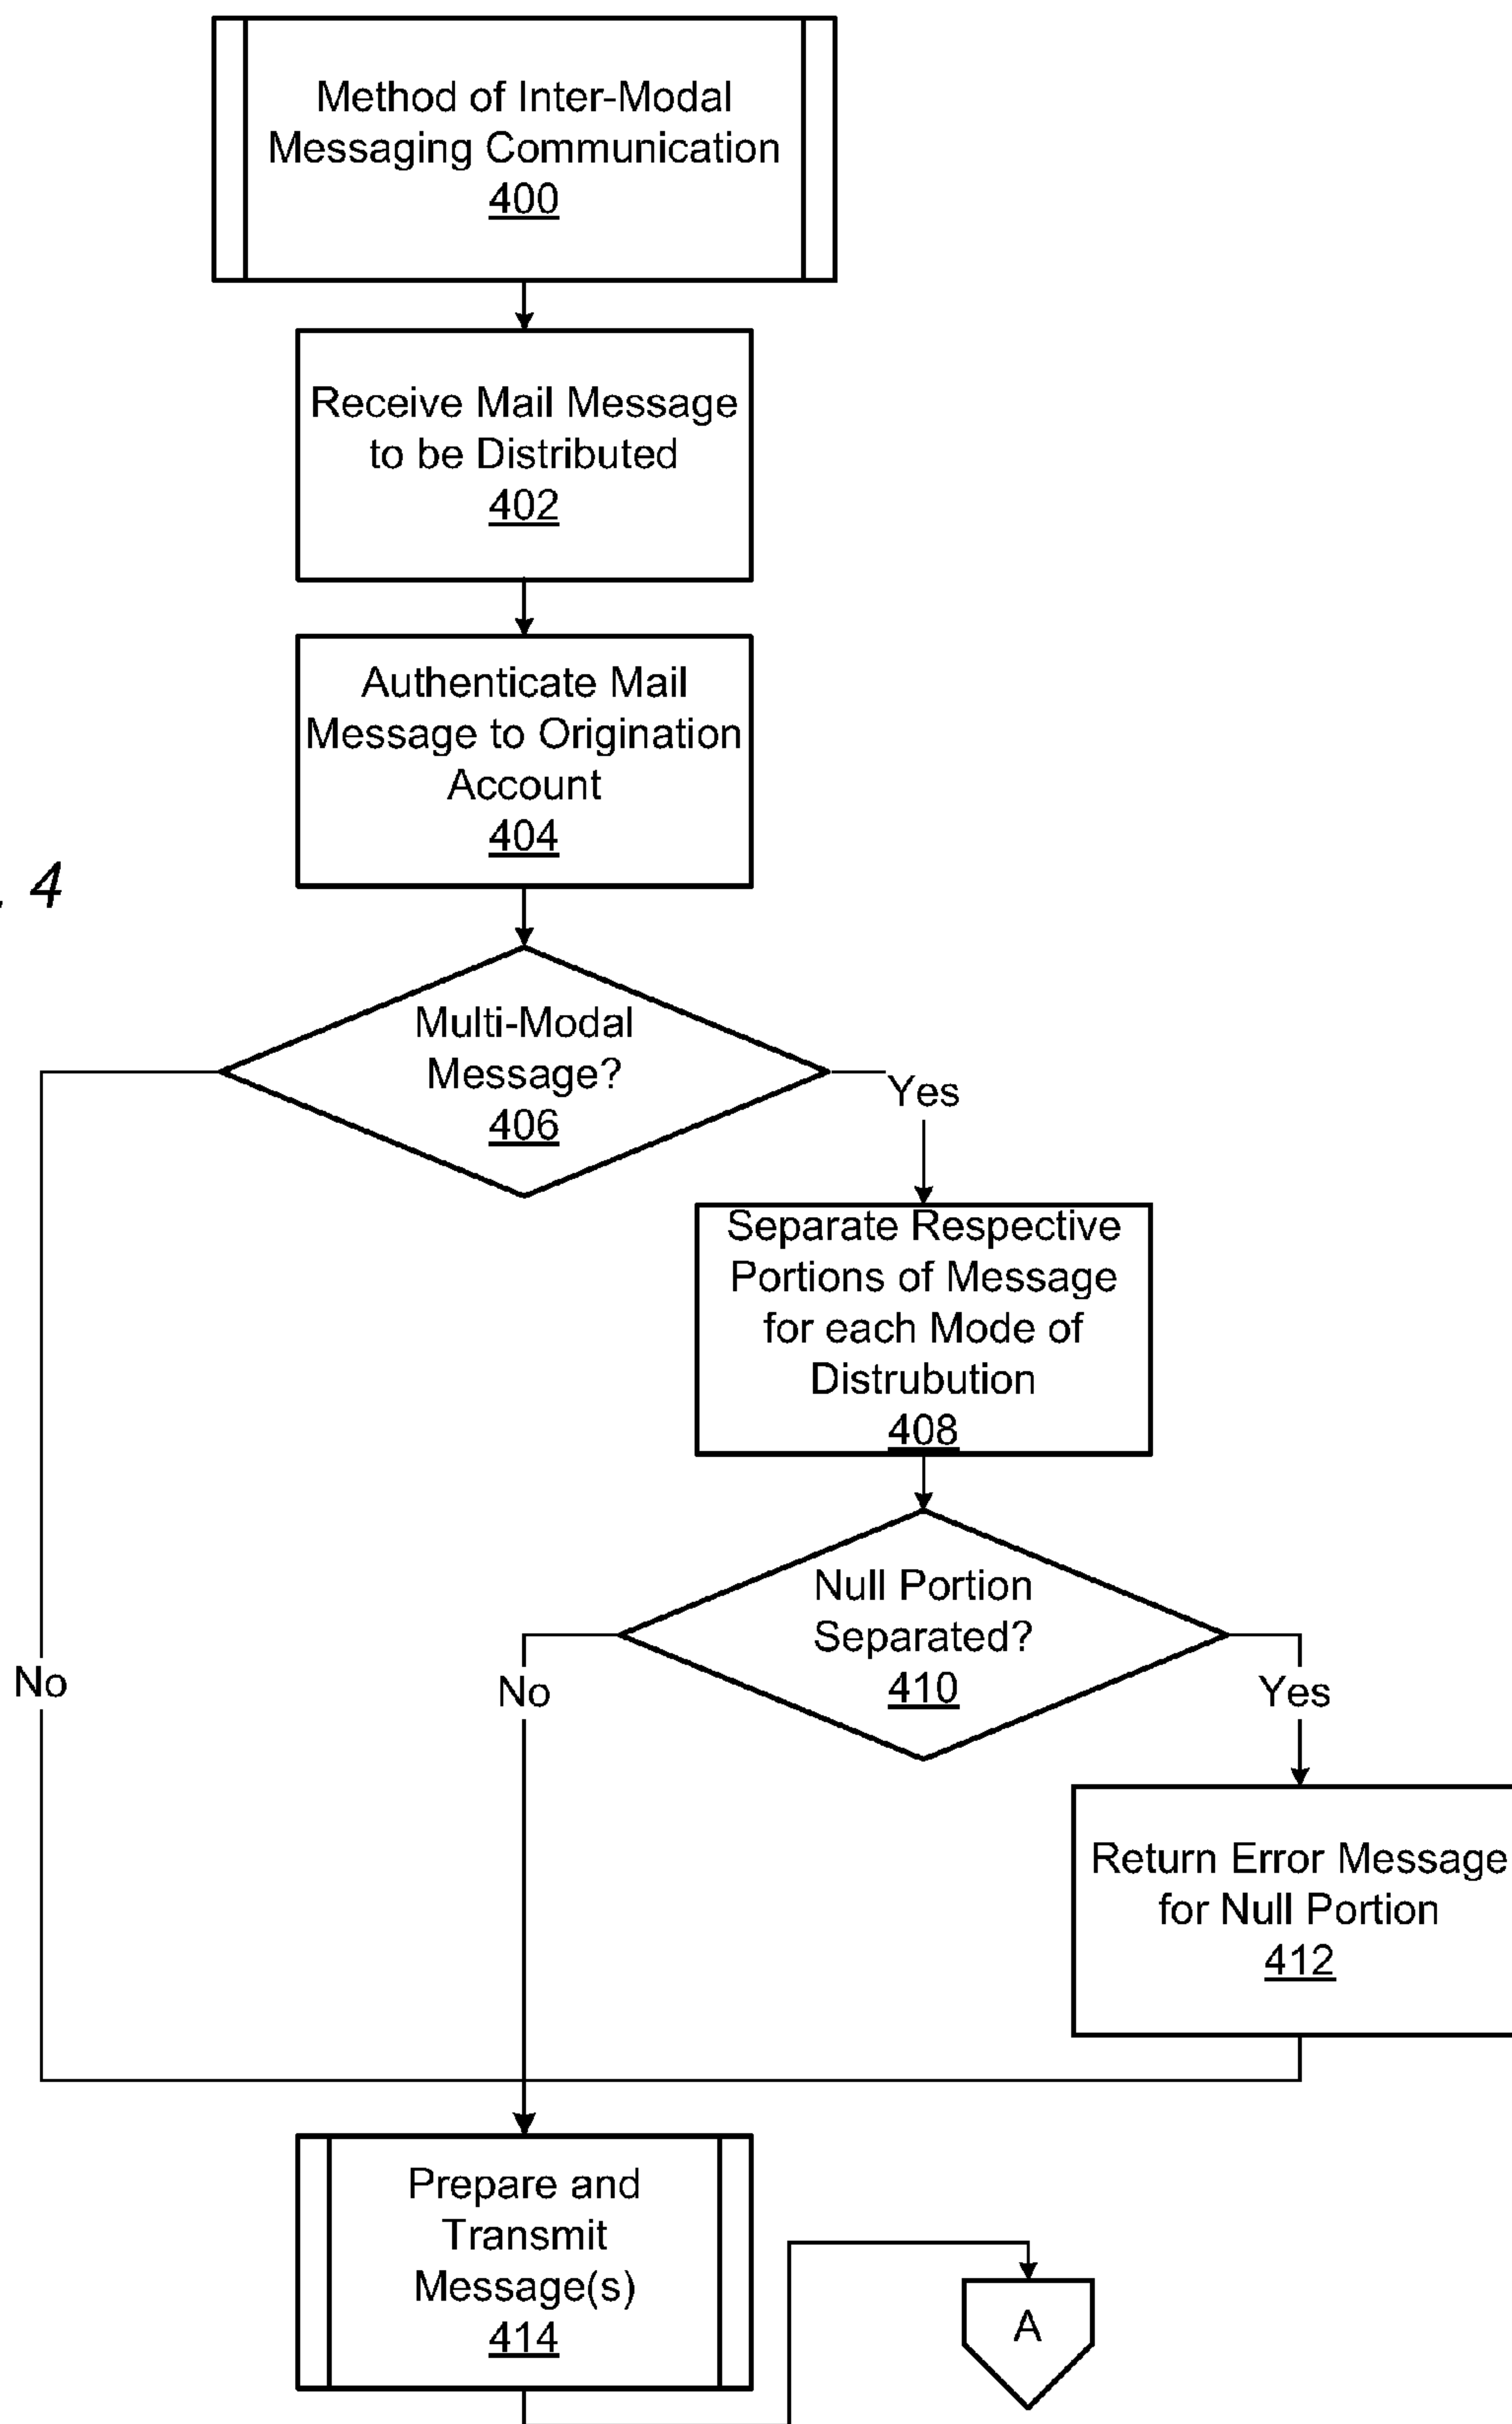 Method of Inter-Modal
Messaging Communication
400
Receive Mail Message
to be Distributed
402
Authenticate Mail
Message to Origination
Account
404
. 4
Multi-Modal
Message?
406
Yes
Separate Respective
Portions of Message
for each Mode of
Distrubution
408
Null Portion
Separated?
410
No
No
Yes
Return Error Message
for Null Portion
412
Prepare and
Transmit
Message(s)
414
A